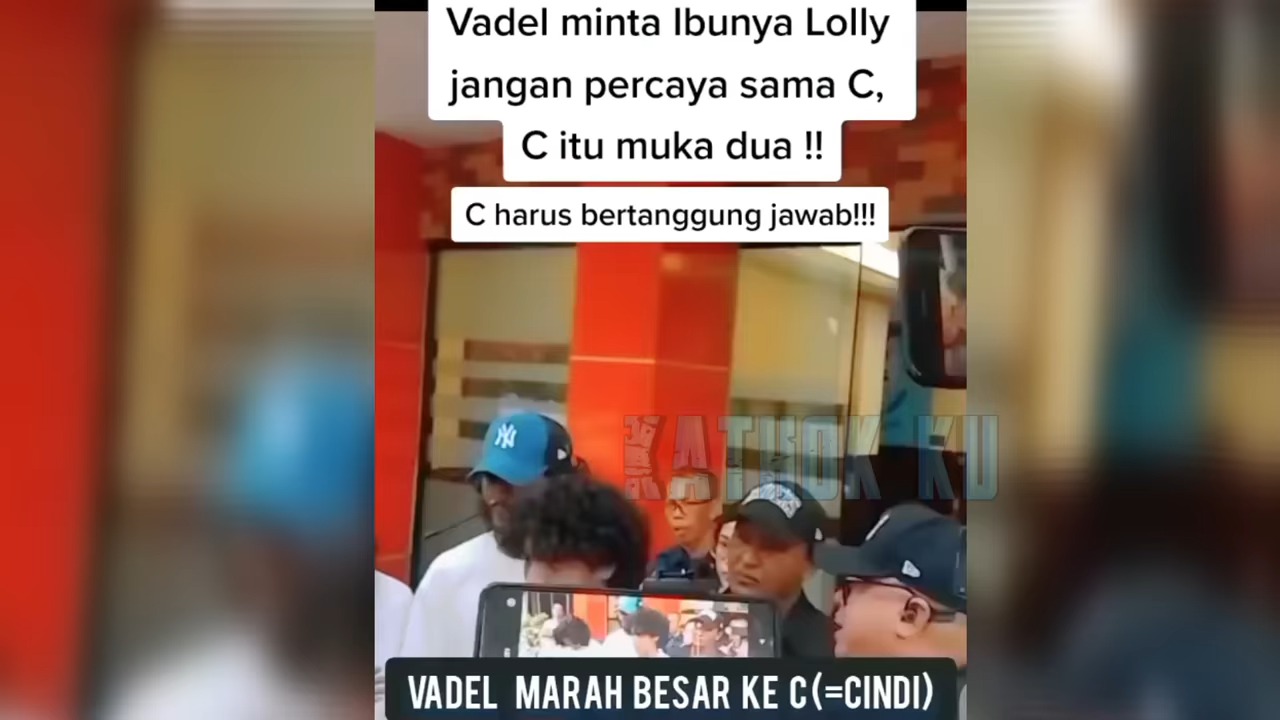 Vadel minta Ibunya Lolly
jangan percaya sama C,
C itu muka dua !!
C harus bertanggung jawab!!!
NY
KATHOK KU
VADEL MARAH BESAR KE C(=CINDI)